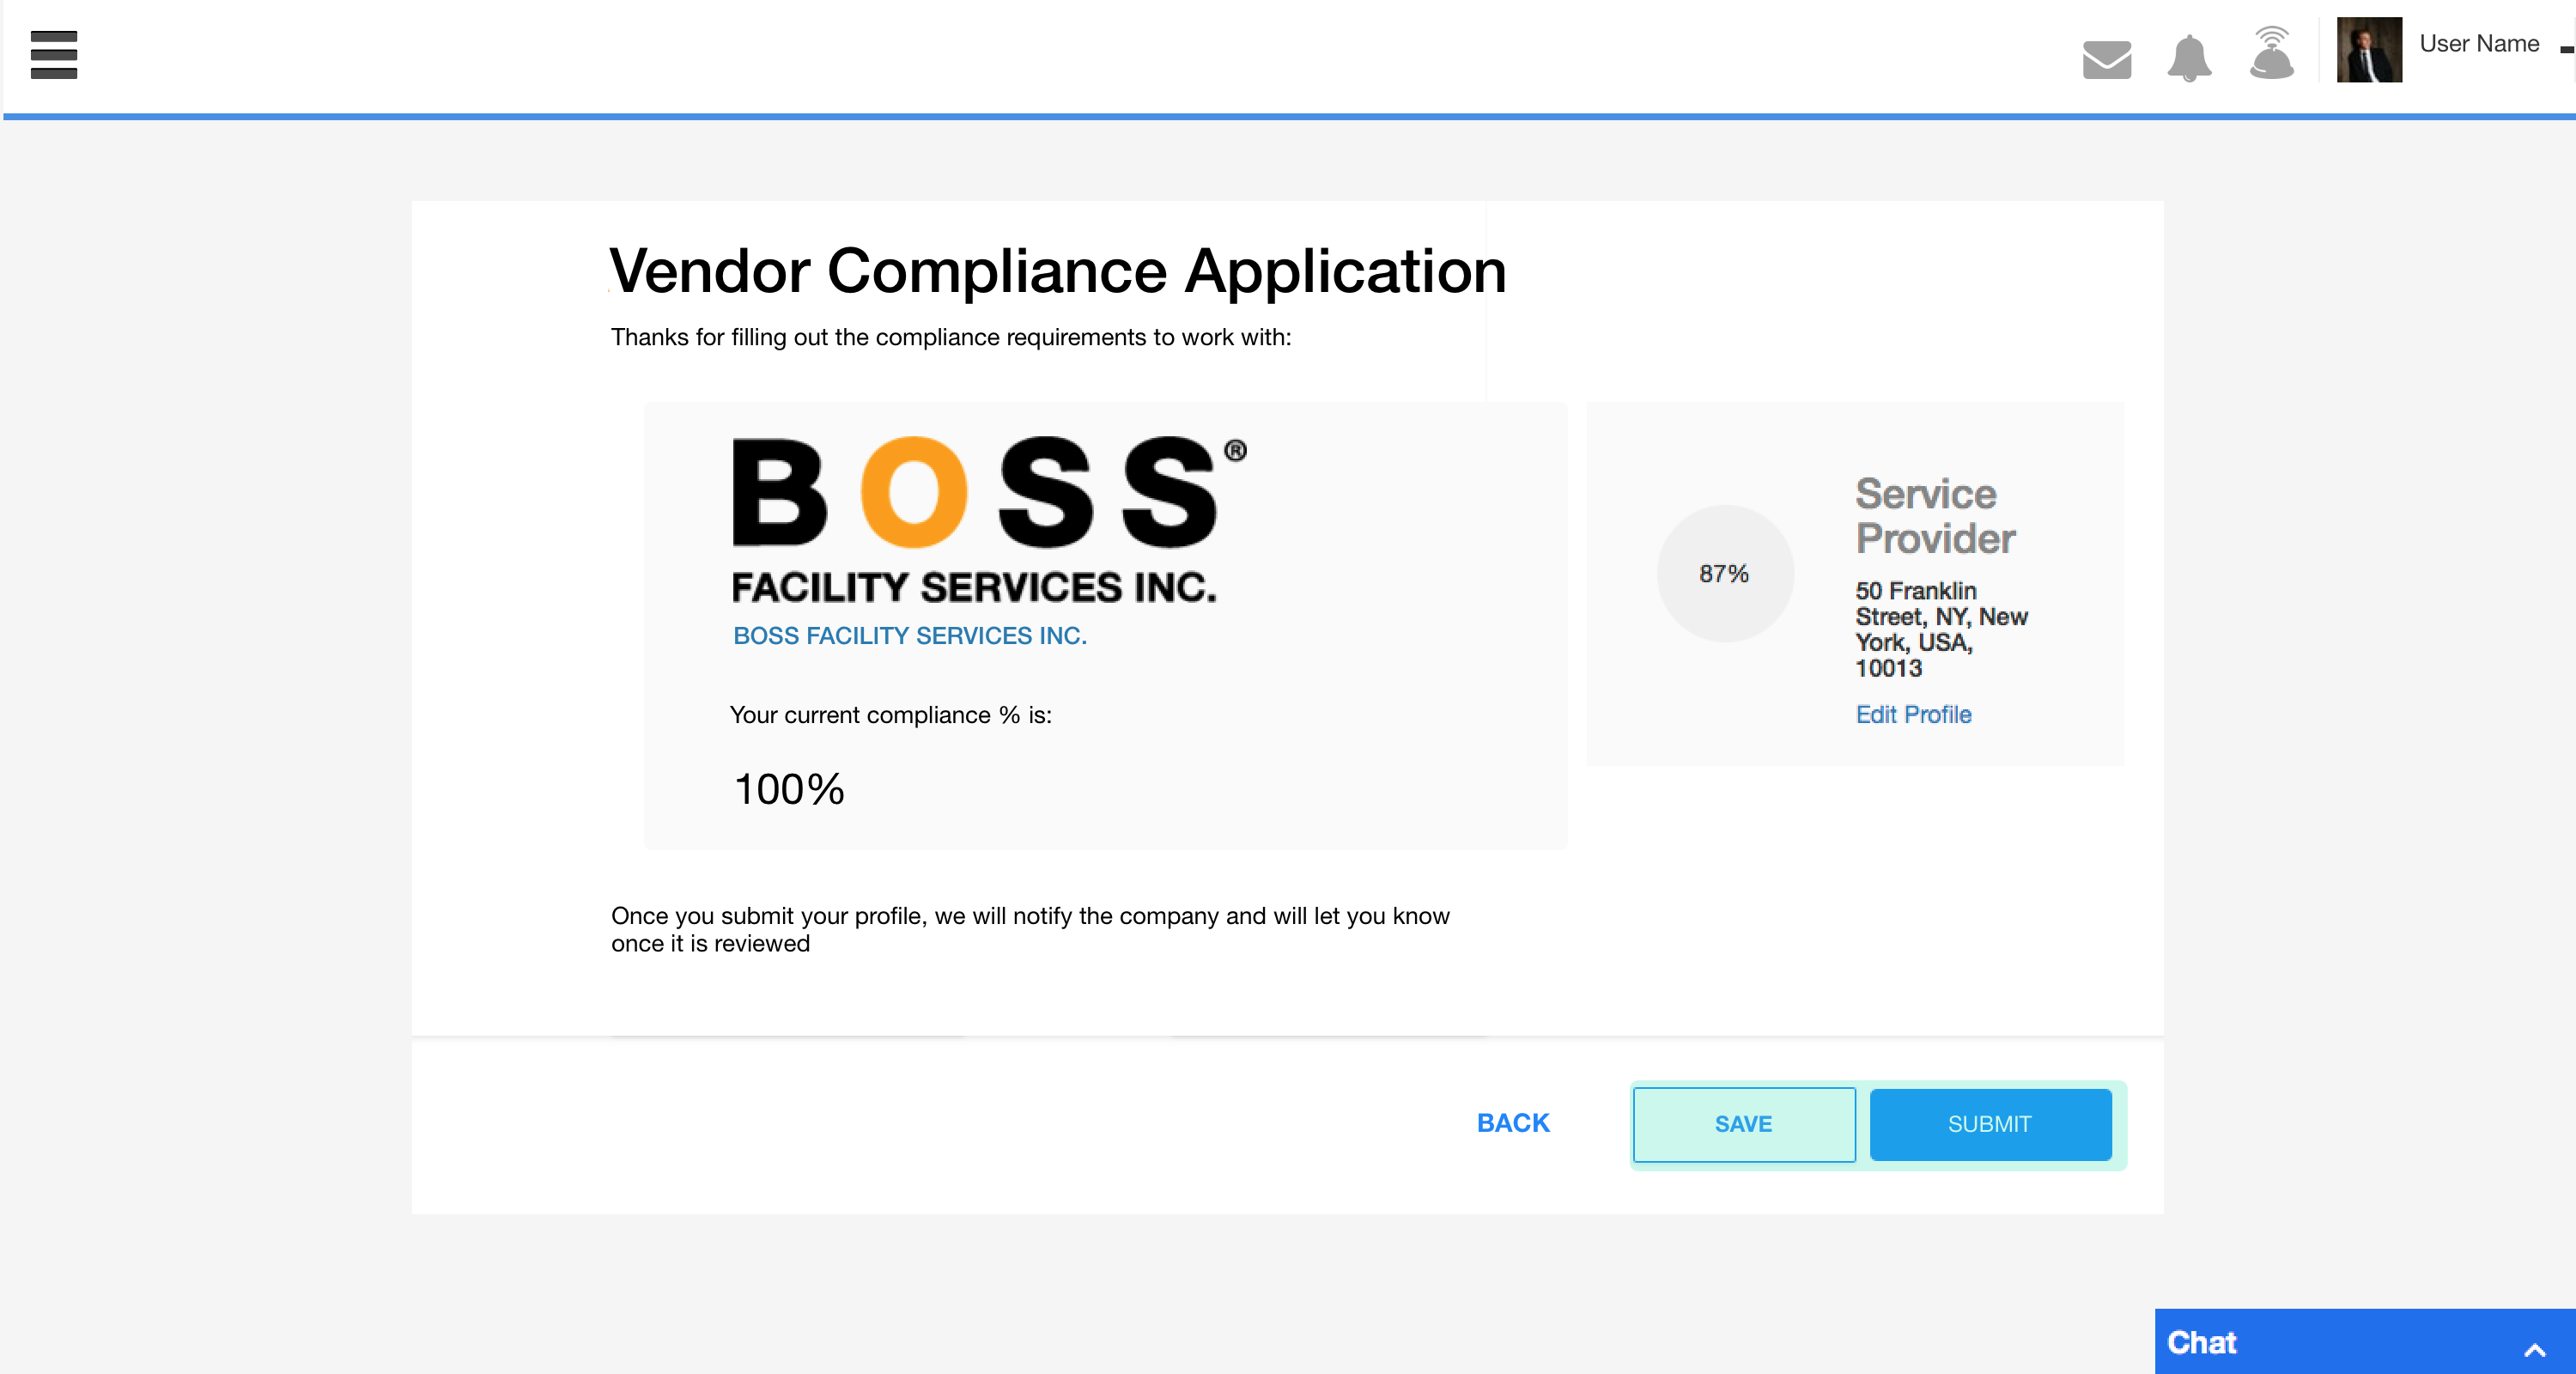 User Name
Vendor Compliance Application
Thanks for filling out the compliance requirements to work with:
BOSS®
FACILITY SERVICES INC.
BOSS FACILITY SERVICES INC.
Your current compliance % is:
100%
87%
Service
Provider
50 Franklin
Street, NY, New
York, USA,
10013
Edit Profile
Once you submit your profile, we will notify the company and will let you know
once it is reviewed
BACK
SAVE
SUBMIT
Chat